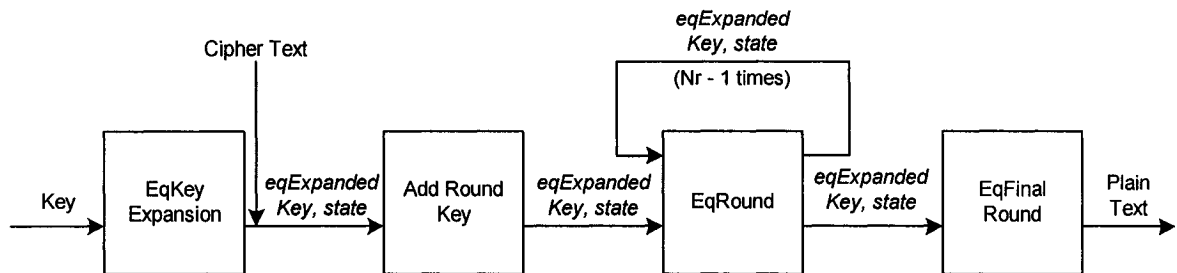 eqExpanded
Key, state
(Nr - 1 times)
Cipher Text
Key
EqKey
Expansion
eqExpanded
Key, state
Add Round
Key
eqExpanded
Key, state
EqRound
eqExpanded
Key, state
EqFinal
Round
Plain
Text